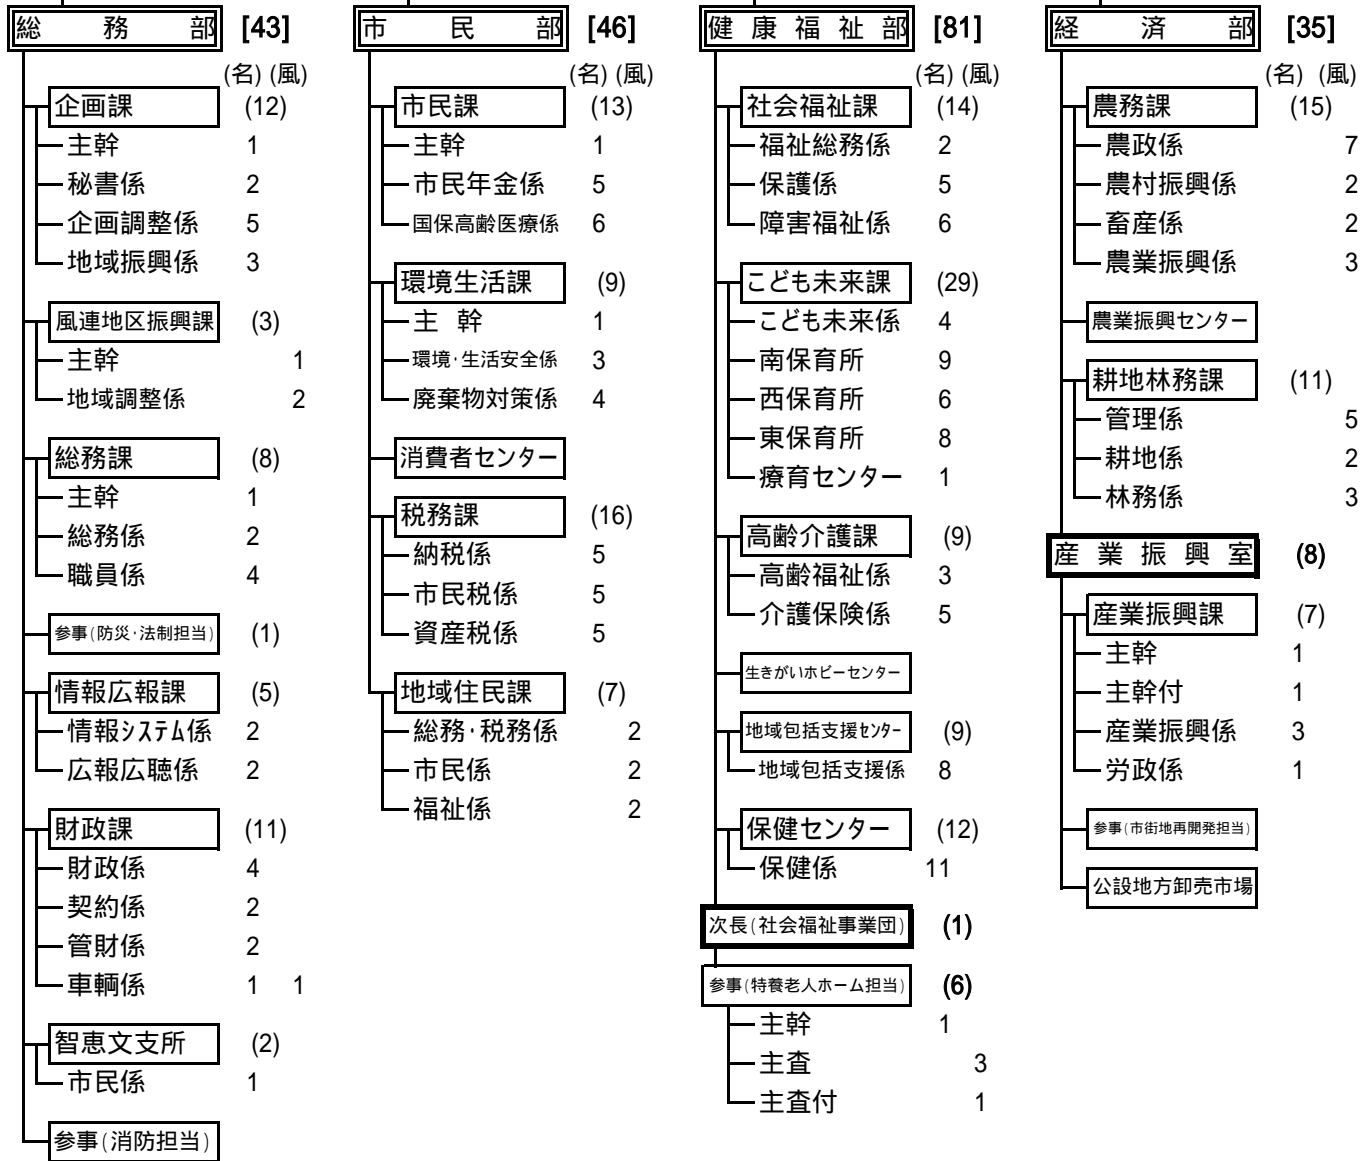 総務部 [43]
(名) (風)
企画課 (12)
主幹 1
秘書係 2
企画調整係 5
地域振興係 3
風連地区振興課 (3)
主幹 1
地域調整係 2
総務課 (8)
主幹 1
総務係 2
職員係 4
参事(防災・法制担当) (1)
情報広報課 (5)
情報システム係 2
広報広聴係 2
財政課 (11)
財政係 4
契約係 2
管財係 2
車輌係 1 1
智恵文支所 (2)
市民係 1
参事(消防担当)
市民部 [46]
(名) (風)
市民課 (13)
主幹 1
市民年金係 5
国保高齢医療係 6
環境生活課 (9)
主幹 1
環境・生活安全係 3
廃棄物対策係 4
消費者センター
税務課 (16)
納税係 5
市民税係 5
資産税係 5
地域住民課 (7)
総務・税務係 2
市民係 2
福祉係 2
健康福祉部 [81]
(名) (風)
社会福祉課 (14)
福祉総務係 2
保護係 5
障害福祉係 6
こども未来課 (29)
こども未来係 4
南保育所 9
西保育所 6
東保育所 8
療育センター 1
高齢介護課 (9)
高齢福祉係 3
介護保険係 5
生きがいホビーセンター
地域包括支援センター (9)
地域包括支援係 8
保健センター (12)
保健係 11
次長(社会福祉事業団) (1)
参事(特養老人ホーム担当) (6)
主幹 1
主査 3
主査付 1
経済部 [35]
(名) (風)
農務課 (15)
農政係 7
農村振興係 2
畜産係 2
農業振興係 3
農業振興センター
耕地林務課 (11)
管理係 5
耕地係 2
林務係 3
産業振興室 (8)
産業振興課 (7)
主幹 1
主幹付 1
産業振興係 3
労政係 1
参事(市街地再開発担当)
公設地方卸売市場